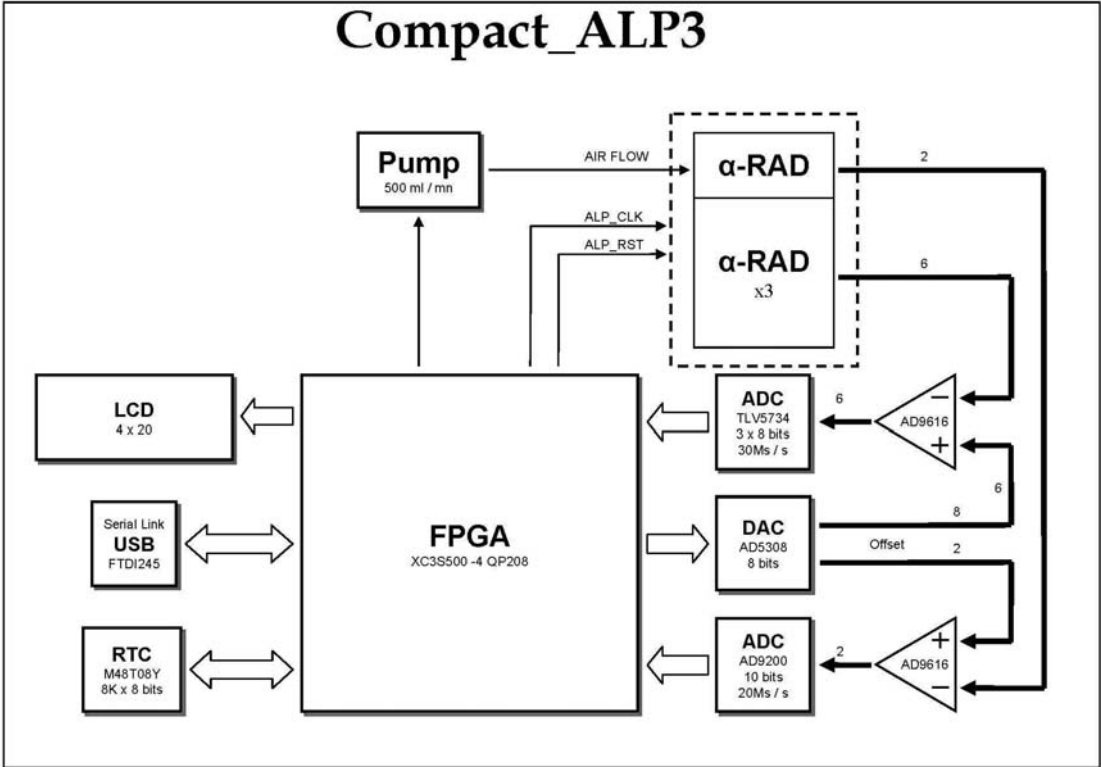 Compact_ALP3
Pump
500 ml / mn
AIR FLOW
α-RAD
2
ALP_CLK
ALP_RST
α-RAD
x3
6
LCD
4 x 20
ADC
TLV5734
3 x 8 bits
30Ms / s
6
−
AD9616
+
6
Serial Link
USB
FTDI245
FPGA
XC3S500 -4 QP208
DAC
AD5308
8 bits
8
Offset
2
RTC
M48T08Y
8K x 8 bits
ADC
AD9200
10 bits
20Ms / s
2
+
AD9616
−